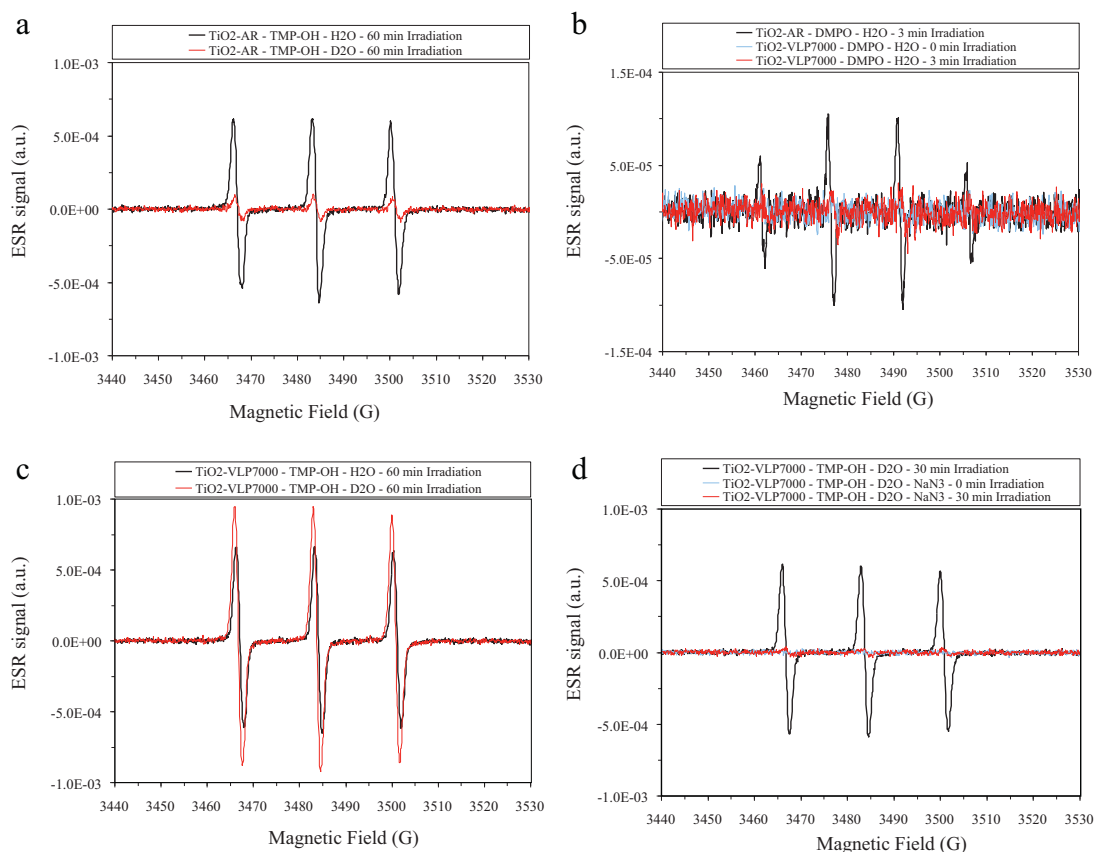 a
TiO2-AR - TMP-OH - H2O - 60 min Irradiation
TiO2-AR - TMP-OH - D2O - 60 min Irradiation
1.0E-03
5.0E-04
0.0E+00
-5.0E-04
-1.0E-03
ESR signal (a.u.)
3440 3450 3460 3470 3480 3490 3500 3510 3520 3530
Magnetic Field (G)
b
TiO2-AR - DMPO - H2O - 3 min Irradiation
TiO2-VLP7000 - DMPO - H2O - 0 min Irradiation
TiO2-VLP7000 - DMPO - H2O - 3 min Irradiation
1.5E-04
5.0E-05
-5.0E-05
-1.5E-04
ESR signal (a.u.)
3440 3450 3460 3470 3480 3490 3500 3510 3520 3530
Magnetic Field (G)
c
TiO2-VLP7000 - TMP-OH - H2O - 60 min Irradiation
TiO2-VLP7000 - TMP-OH - D2O - 60 min Irradiation
1.0E-03
5.0E-04
0.0E+00
-5.0E-04
-1.0E-03
ESR signal (a.u.)
3440 3450 3460 3470 3480 3490 3500 3510 3520 3530
Magnetic Field (G)
d
TiO2-VLP7000 - TMP-OH - D2O - 30 min Irradiation
TiO2-VLP7000 - TMP-OH - D2O - NaN3 - 0 min Irradiation
TiO2-VLP7000 - TMP-OH - D2O - NaN3 - 30 min Irradiation
1.0E-03
5.0E-04
0.0E+00
-5.0E-04
-1.0E-03
ESR signal (a.u.)
3440 3450 3460 3470 3480 3490 3500 3510 3520 3530
Magnetic Field (G)